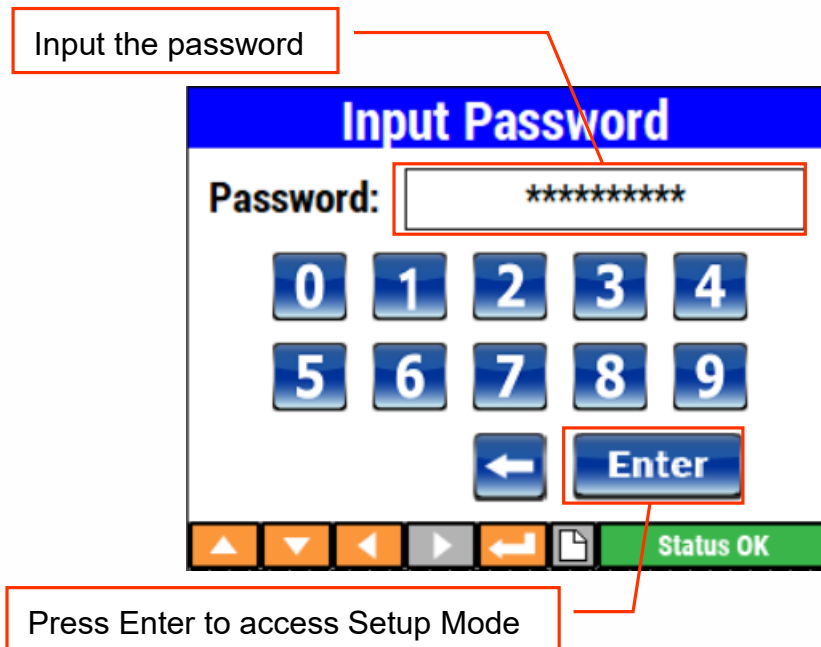 Input the password
Input Password
Password: **********
0 1 2 3 4
5 6 7 8 9
Enter
Status OK
Press Enter to access Setup Mode